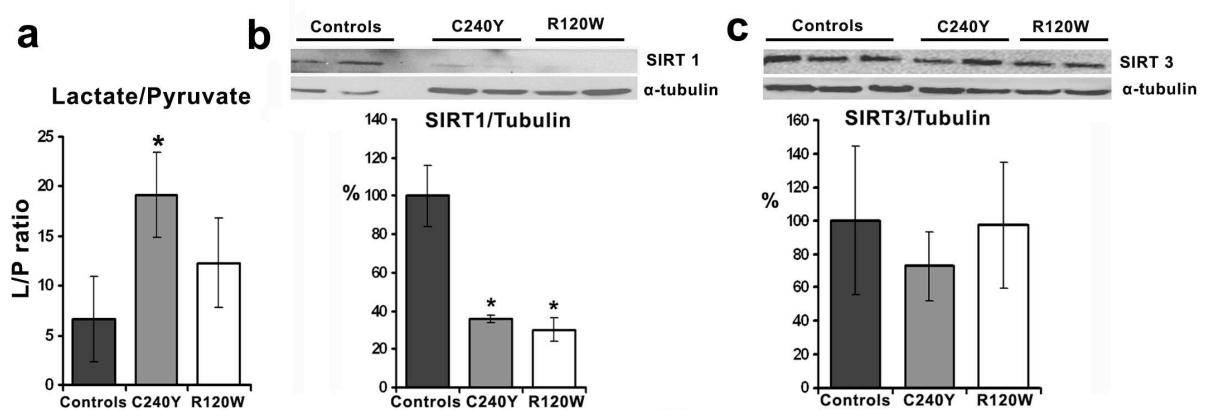 a
Lactate/Pyruvate
L/P ratio
25
20
15
10
5
0
*
Controls C240Y R120W
b
Controls C240Y R120W
SIRT 1
α-tubulin
SIRT1/Tubulin
%
140
120
100
80
60
40
20
0
* *
Controls C240Y R120W
c
Controls C240Y R120W
SIRT 3
α-tubulin
SIRT3/Tubulin
%
160
140
120
100
80
60
40
20
0
Controls C240Y R120W